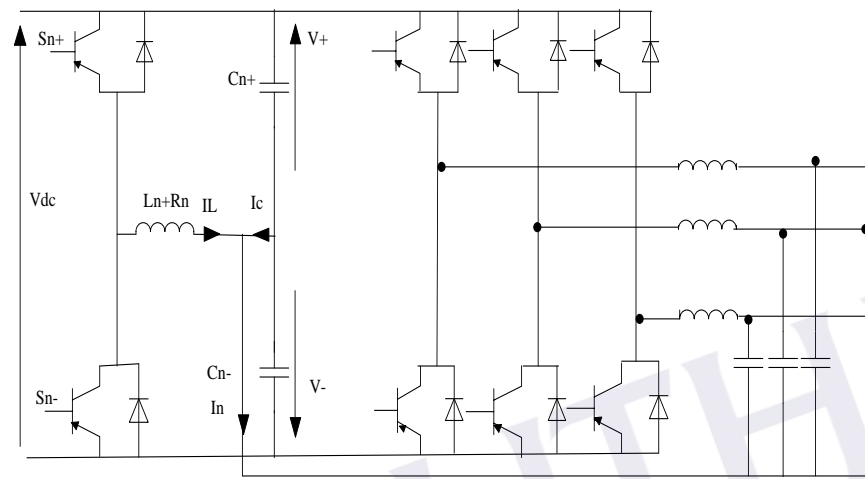 Sn+
V+
Cn+
Vdc
Ln+Rn
IL
Ic
Cn-
V-
Sn-
In